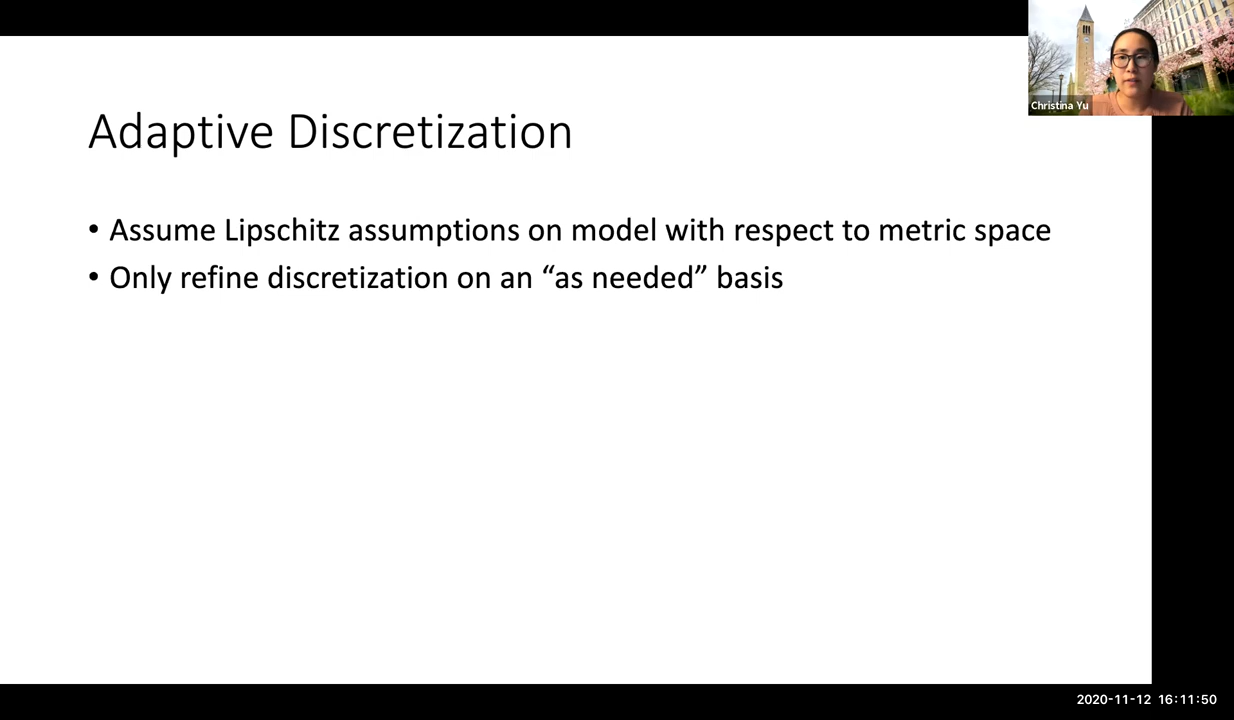 Christina Yu
Adaptive Discretization
• Assume Lipschitz assumptions on model with respect to metric space
• Only refine discretization on an “as needed” basis
2020-11-12 16:11:50